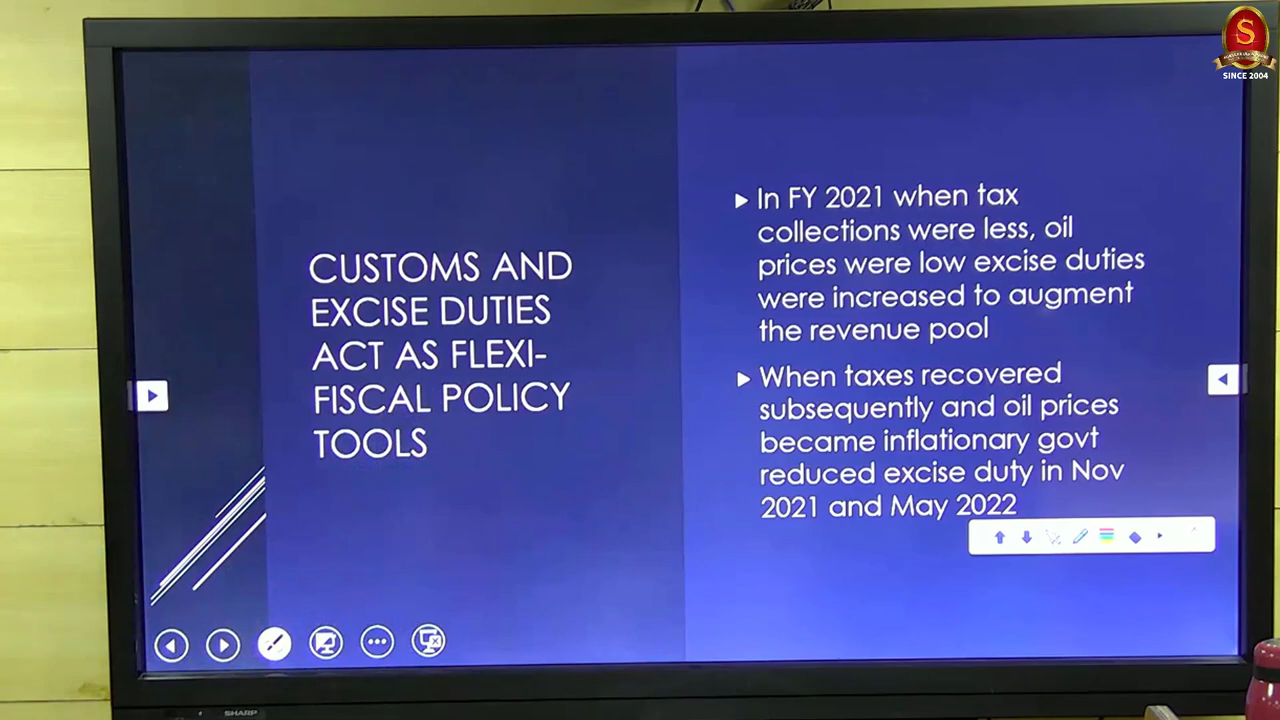 S
SINCE 2004
CUSTOMS AND
EXCISE DUTIES
ACT AS FLEXI-
FISCAL POLICY
TOOLS
In FY 2021 when tax
collections were less, oil
prices were low excise duties
were increased to augment
the revenue pool
When taxes recovered
subsequently and oil prices
became inflationary govt
reduced excise duty in Nov
2021 and May 2022
SHARP